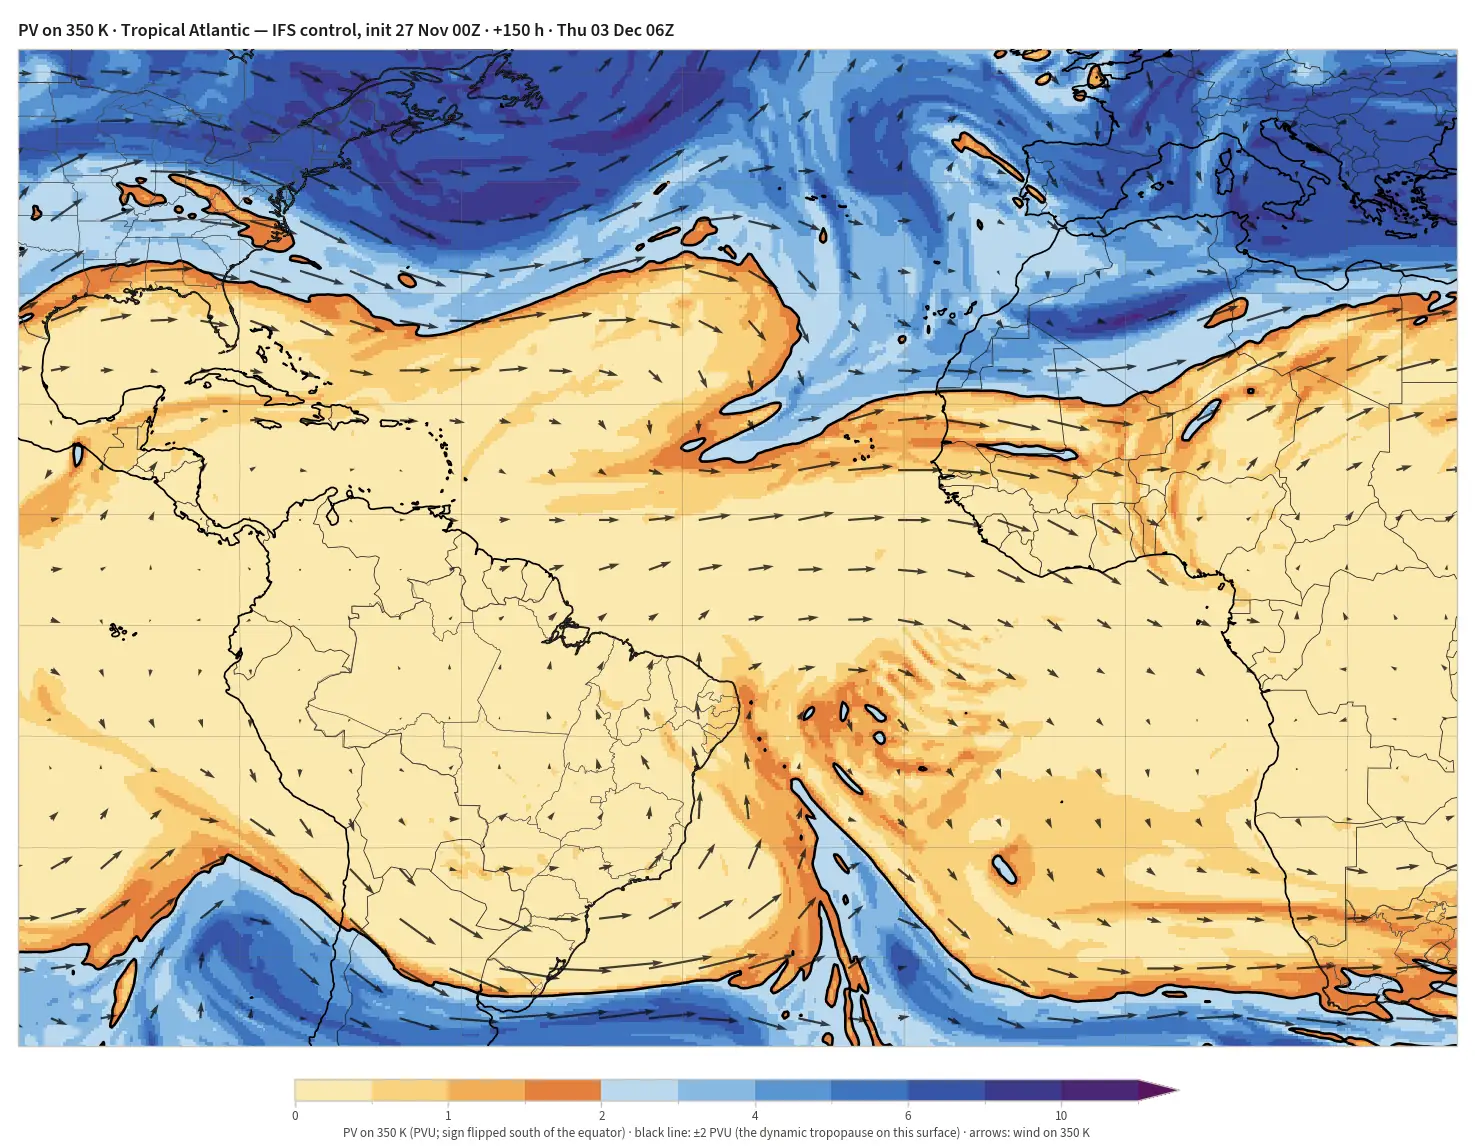 PV on 350 K · Tropical Atlantic — IFS control, init 27 Nov 00Z · +150 h · Thu 03 Dec 06Z
0 1 2 4 6 10
PV on 350 K (PVU; sign flipped south of the equator) · black line: ±2 PVU (the dynamic tropopause on this surface) · arrows: wind on 350 K